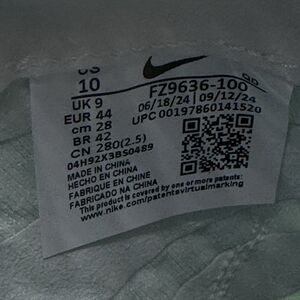 US
10
UK 9
EUR 44
cm 28
BR 42
CN 280(2.5)
04H92X3BS0489
MADE IN CHINA
HECHO EN CHINA
FABRIQUE EN CHINE
FABRICADO NA CHINA
FZ9636-100
QD
06/18/24 | 09/12/24
UPC 00197860141520
This product is covered by one or more patents:
www.nike.com/patentsvirtualmarking